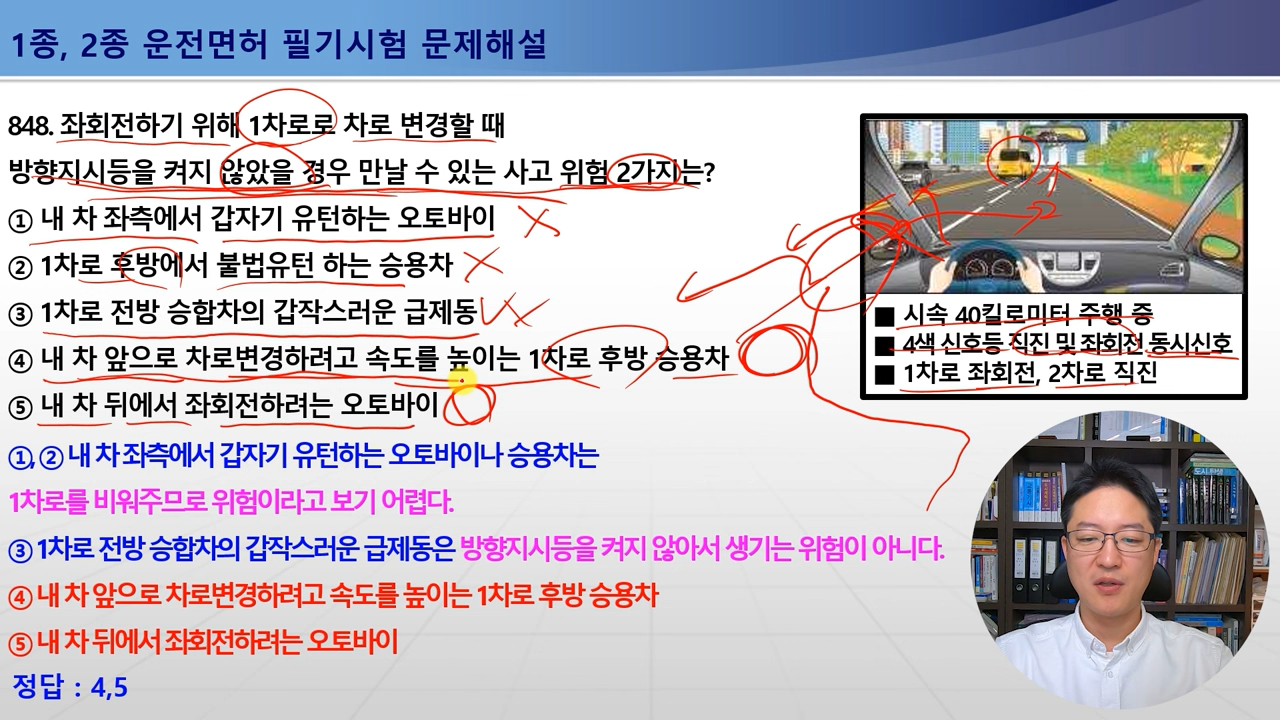 1종, 2종 운전면허 필기시험 문제해설
848. 좌회전하기 위해 1차로로 차로 변경할 때
방향지시등을 켜지 않았을 경우 만날 수 있는 사고 위험 2가지는?
① 내 차 좌측에서 갑자기 유턴하는 오토바이
② 1차로 후방에서 불법유턴 하는 승용차
③ 1차로 전방 승합차의 갑작스러운 급제동
④ 내 차 앞으로 차로변경하려고 속도를 높이는 1차로 후방 승용차
⑤ 내 차 뒤에서 좌회전하려는 오토바이
■ 시속 40킬로미터 주행 중
■ 4색 신호등 직진 및 좌회전 동시신호
■ 1차로 좌회전, 2차로 직진
①, ② 내 차 좌측에서 갑자기 유턴하는 오토바이나 승용차는
1차로를 비워주므로 위험이라고 보기 어렵다.
③ 1차로 전방 승합차의 갑작스러운 급제동은 방향지시등을 켜지 않아서 생기는 위험이 아니다.
④ 내 차 앞으로 차로변경하려고 속도를 높이는 1차로 후방 승용차
⑤ 내 차 뒤에서 좌회전하려는 오토바이
정답 : 4,5